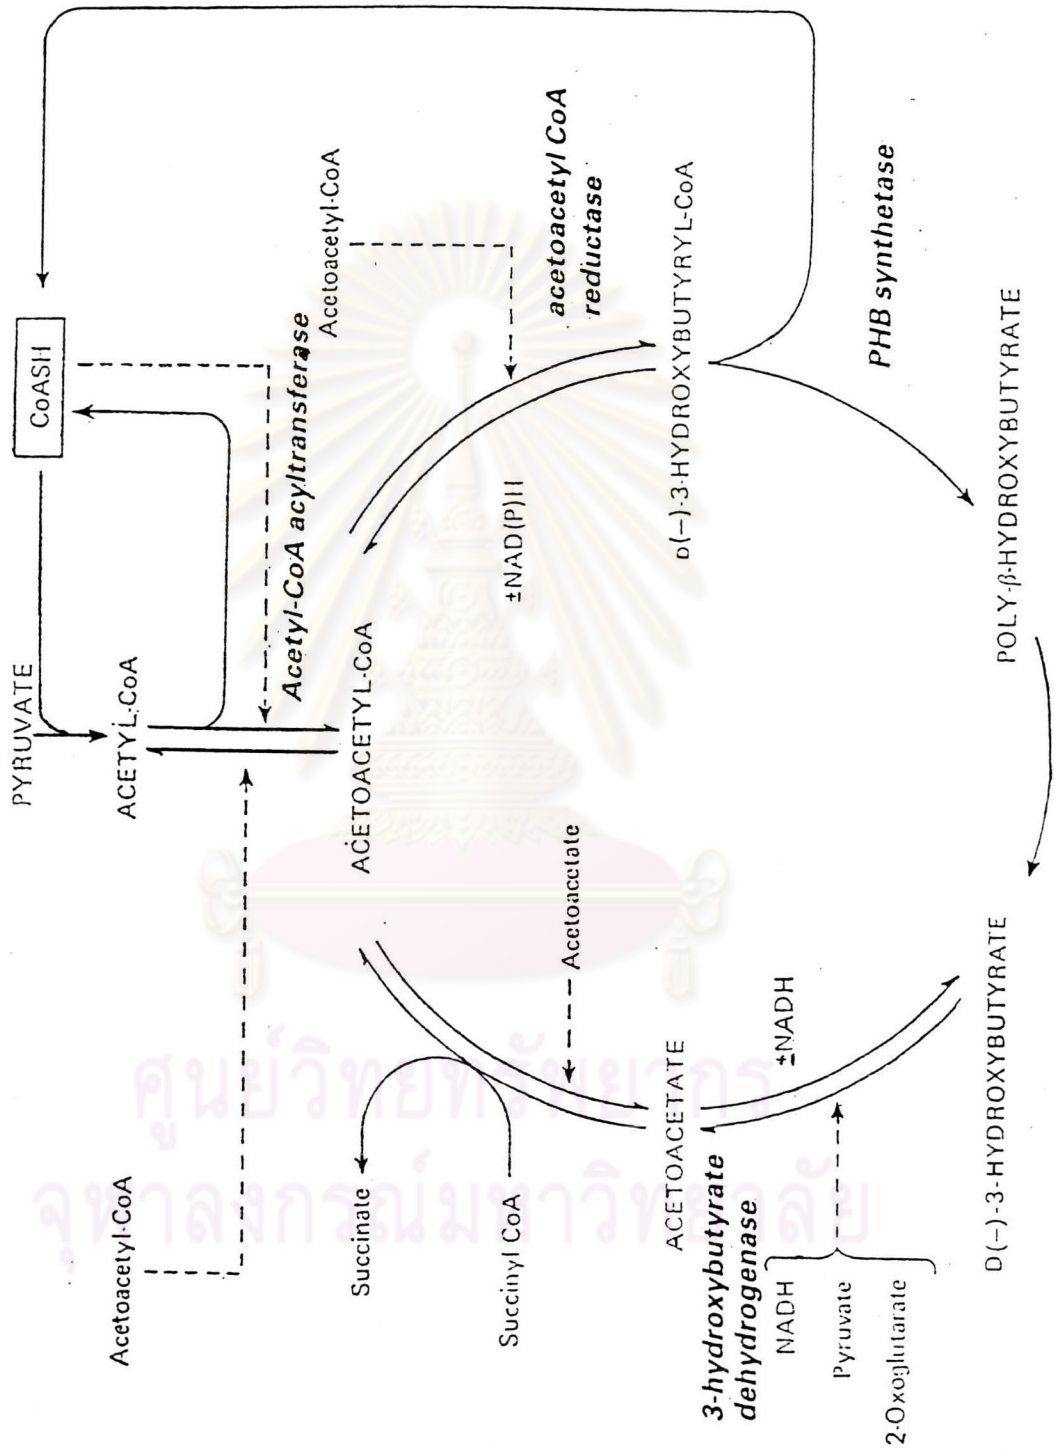 PYRUVATE
CoASH
ACETYL-CoA
Acetoacetyl-CoA
Acetyl-CoA acyltransferase
Acetoacetyl-CoA
ACETOACETYL-CoA
Succinate
Succinyl CoA
Acetoacetate
±NAD(P)H
acetoacetyl CoA
reductase
ACETOACETATE
D(−)-3-HYDROXYBUTYRYL-CoA
3-hydroxybutyrate
dehydrogenase
±NADH
NADH
Pyruvate
2-Oxoglutarate
PHB synthetase
D(−)-3-HYDROXYBUTYRATE
POLY-β-HYDROXYBUTYRATE
ศูนย์วิทยทรัพยากร
จุฬาลงกรณ์มหาวิทยาลัย